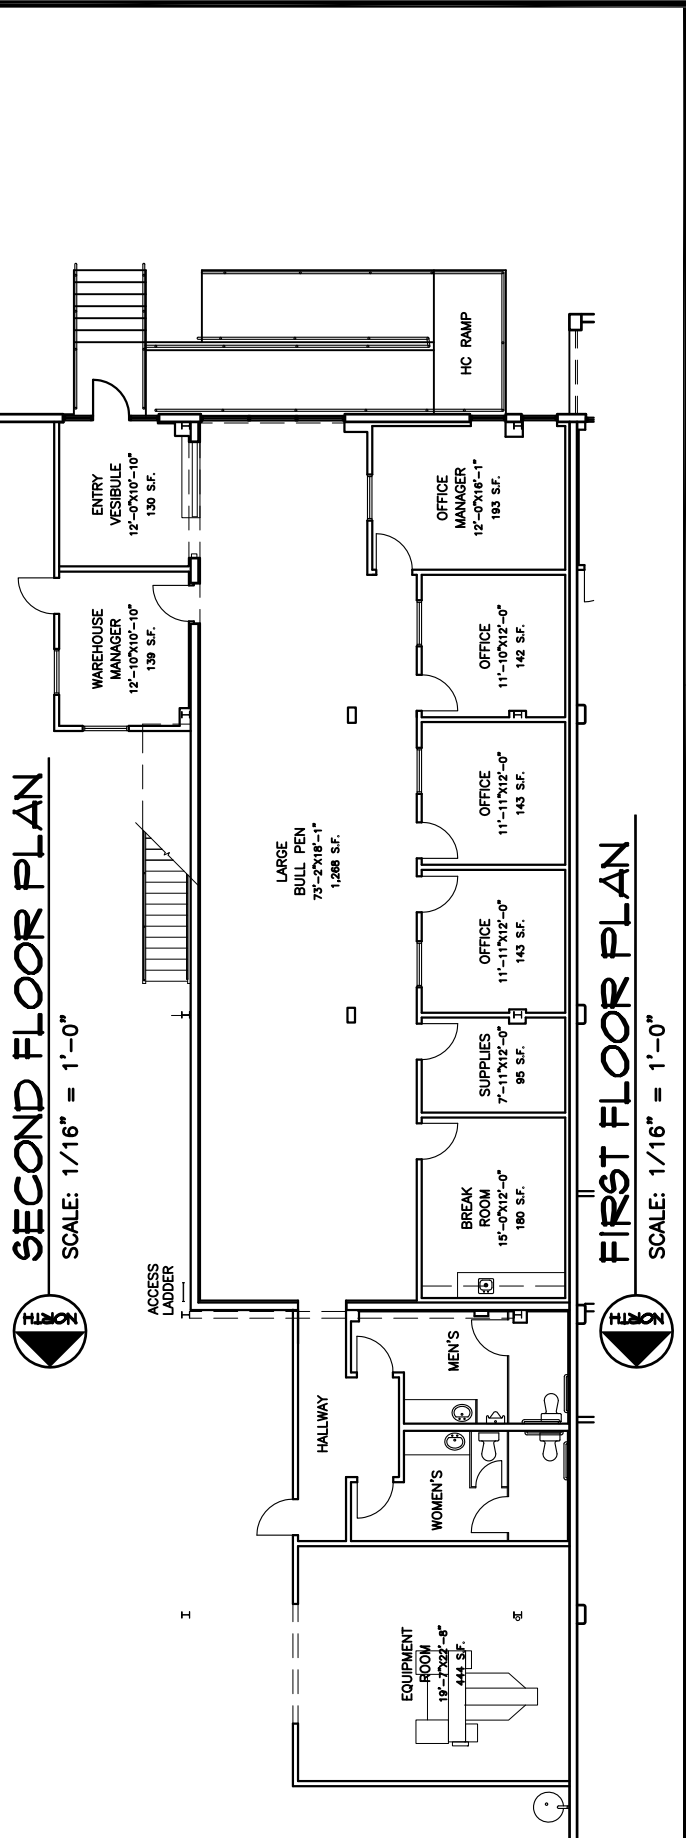 SECOND FLOOR PLAN
SCALE: 1/16" = 1'-0"
NORTH
ENTRY
VESIBULE
12'-0"X10'-10"
130 S.F.
WAREHOUSE
MANAGER
12'-10"X10'-10"
139 S.F.
ACCESS
LADDER
HC RAMP
LARGE
BULL PEN
73'-2"X18'-1"
1,268 S.F.
HALLWAY
OFFICE
MANAGER
12'-0"X16'-1"
193 S.F.
OFFICE
11'-10"X12'-0"
142 S.F.
OFFICE
11'-11"X12'-0"
143 S.F.
OFFICE
11'-11"X12'-0"
143 S.F.
SUPPLIES
7'-11"X12'-0"
95 S.F.
BREAK
ROOM
15'-0"X12'-0"
180 S.F.
MEN'S
WOMEN'S
EQUIPMENT
ROOM
19'-7"X22'-8"
444 S.F.
FIRST FLOOR PLAN
SCALE: 1/16" = 1'-0"
NORTH